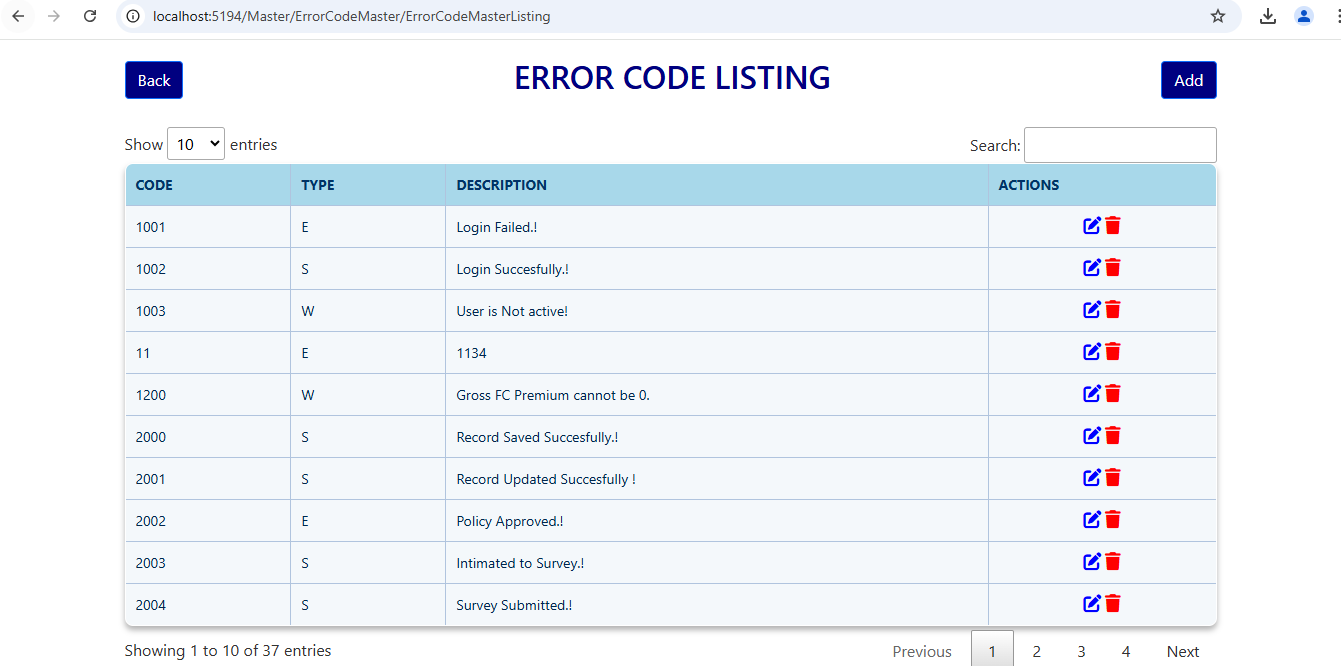 localhost:5194/Master/ErrorCodeMaster/ErrorCodeMasterListing
Back ERROR CODE LISTING Add
Show 10 entries Search:
CODE TYPE DESCRIPTION ACTIONS
1001 E Login Failed.!
1002 S Login Succesfully.!
1003 W User is Not active!
11 E 1134
1200 W Gross FC Premium cannot be 0.
2000 S Record Saved Succesfully.!
2001 S Record Updated Succesfully !
2002 E Policy Approved.!
2003 S Intimated to Survey.!
2004 S Survey Submitted.!
Showing 1 to 10 of 37 entries Previous 1 2 3 4 Next